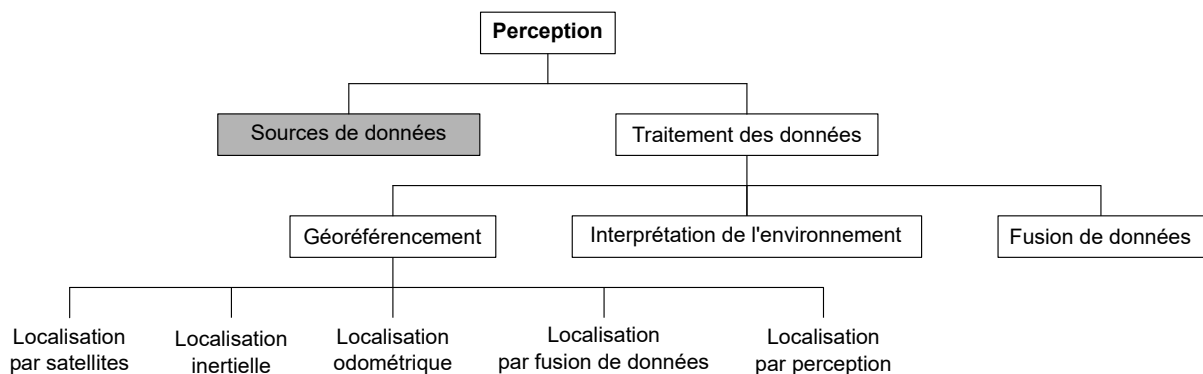 Perception
Sources de données
Traitement des données
Géoréférencement
Interprétation de l'environnement
Fusion de données
Localisation
par satellites
Localisation
inertielle
Localisation
odométrique
Localisation
par fusion de données
Localisation
par perception